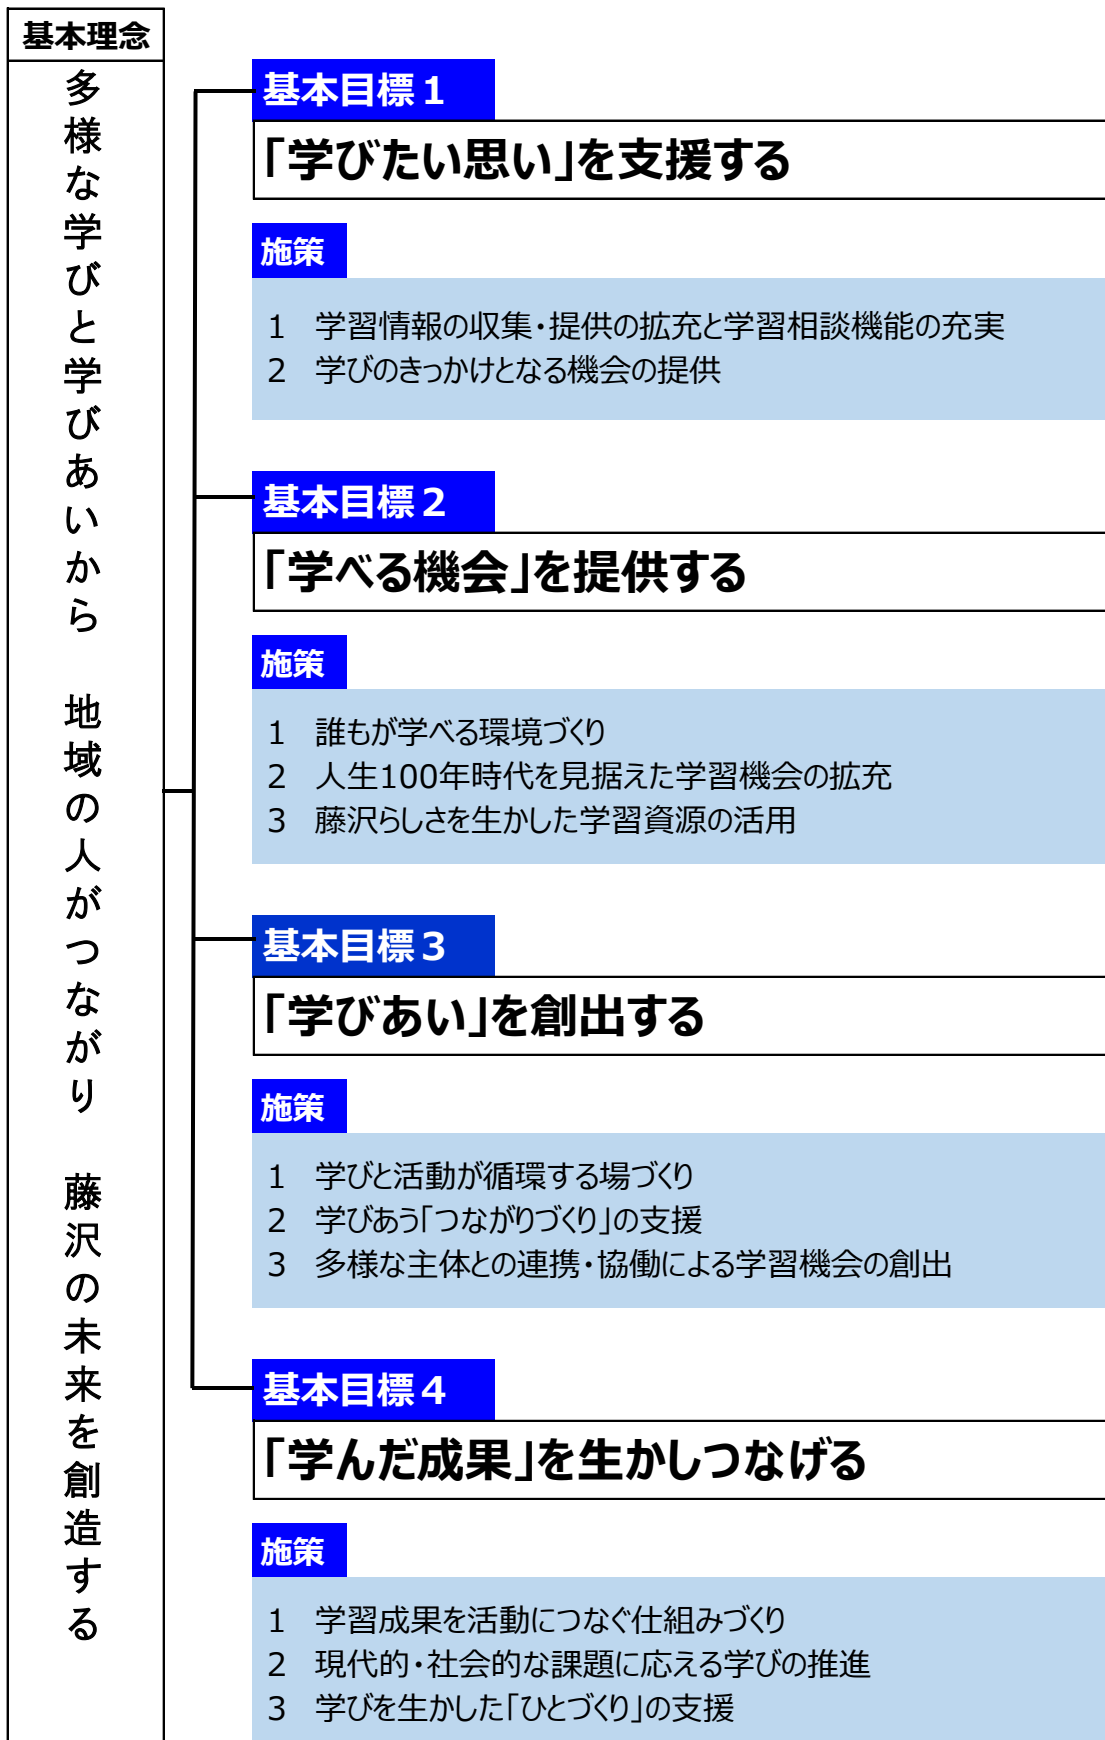 基本理念
多様な学びと学びあいから　地域の人がつながり　藤沢の未来を創造する
基本目標１
「学びたい思い」を支援する
施策
1　学習情報の収集・提供の拡充と学習相談機能の充実
2　学びのきっかけとなる機会の提供
基本目標２
「学べる機会」を提供する
施策
1　誰もが学べる環境づくり
2　人生100年時代を見据えた学習機会の拡充
3　藤沢らしさを生かした学習資源の活用
基本目標３
「学びあい」を創出する
施策
1　学びと活動が循環する場づくり
2　学びあう「つながりづくり」の支援
3　多様な主体との連携・協働による学習機会の創出
基本目標４
「学んだ成果」を生かしつなげる
施策
1　学習成果を活動につなぐ仕組みづくり
2　現代的・社会的な課題に応える学びの推進
3　学びを生かした「ひとづくり」の支援